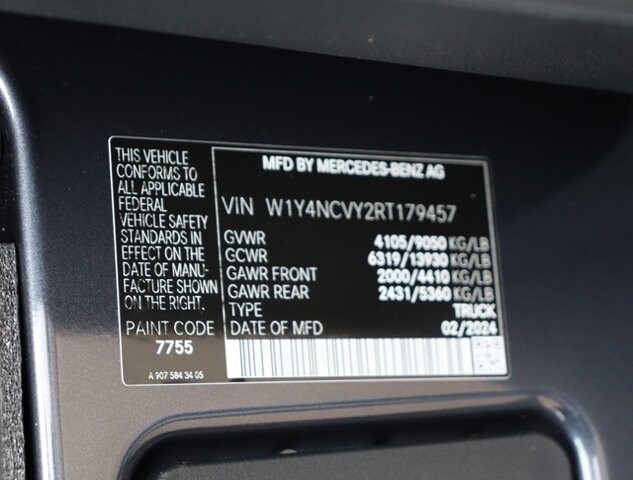 THIS VEHICLE
CONFORMS TO
ALL APPLICABLE
FEDERAL
VEHICLE SAFETY
STANDARDS IN
EFFECT ON THE
DATE OF MANU-
FACTURE SHOWN
ON THE RIGHT.
PAINT CODE
7755
A 907 584 34 05
MFD BY MERCEDES-BENZ AG
VIN W1Y4NCVY2RT179457
GVWR 4105/9050 KG/LB
GCWR 6319/13930 KG/LB
GAWR FRONT 2000/4410 KG/LB
GAWR REAR 2431/5360 KG/LB
TYPE TRUCK
DATE OF MFD 02/2024